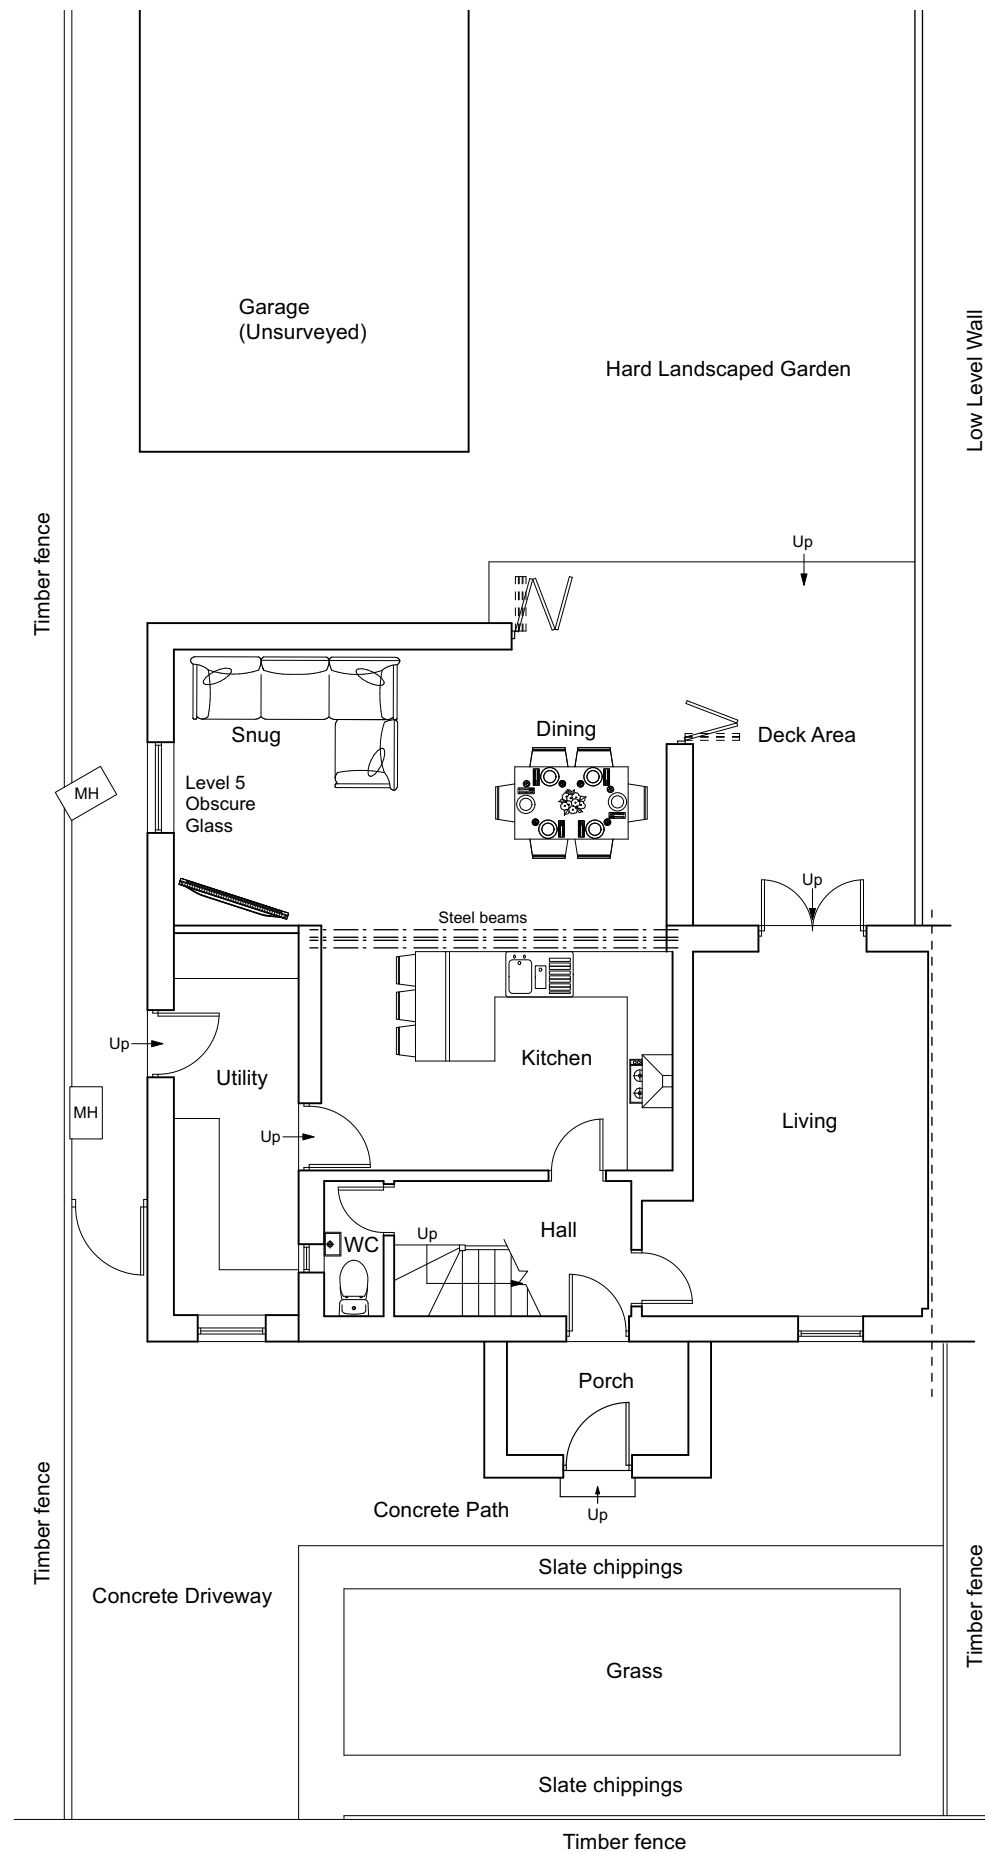 Garage
(Unsurveyed)
Low Level Wall
Hard Landscaped Garden
Timber fence
Up
Dining
Snug
Deck Area
Level 5
Obscure
Glass
MH
Up
Steel beams
Up
Kitchen
Utility
MH
Living
Up
Up
Hall
WC
Porch
Timber fence
Concrete Path
Up
Timber fence
Slate chippings
Concrete Driveway
Grass
Slate chippings
Timber fence